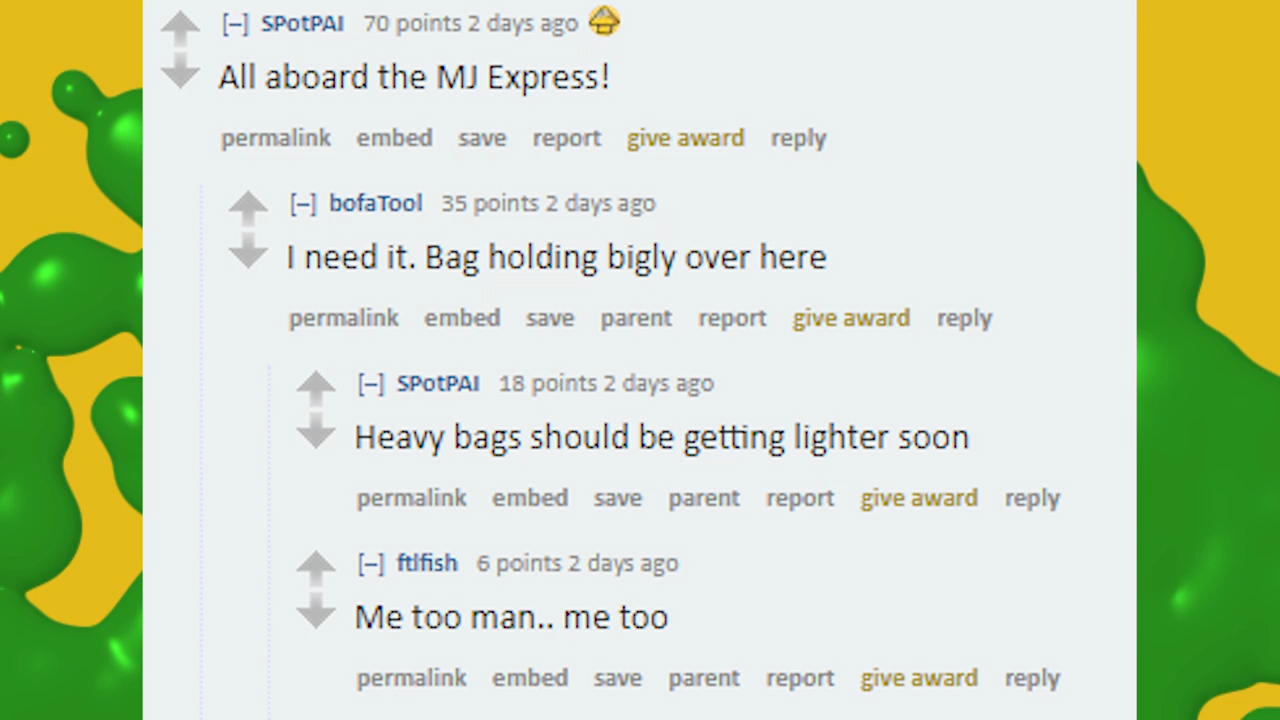 [–] SPotPAI 70 points 2 days ago
All aboard the MJ Express!
permalink embed save report give award reply
[–] bofaTool 35 points 2 days ago
I need it. Bag holding bigly over here
permalink embed save parent report give award reply
[–] SPotPAI 18 points 2 days ago
Heavy bags should be getting lighter soon
permalink embed save parent report give award reply
[–] ftlfish 6 points 2 days ago
Me too man.. me too
permalink embed save parent report give award reply